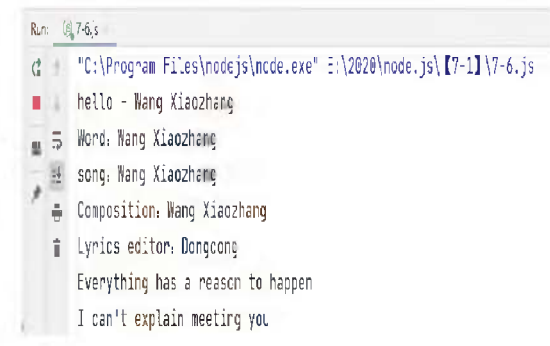 Run: 7-6.js
"C:\Program Files\nodejs\node.exe" E:\2020\node.js\【7-1】\7-6.js
hello - Wang Xiaozhang
Word: Wang Xiaozhang
song: Wang Xiaozhang
Composition: Wang Xiaozhang
Lyrics editor: Dongcong
Everything has a reason to happen
I can't explain meeting you